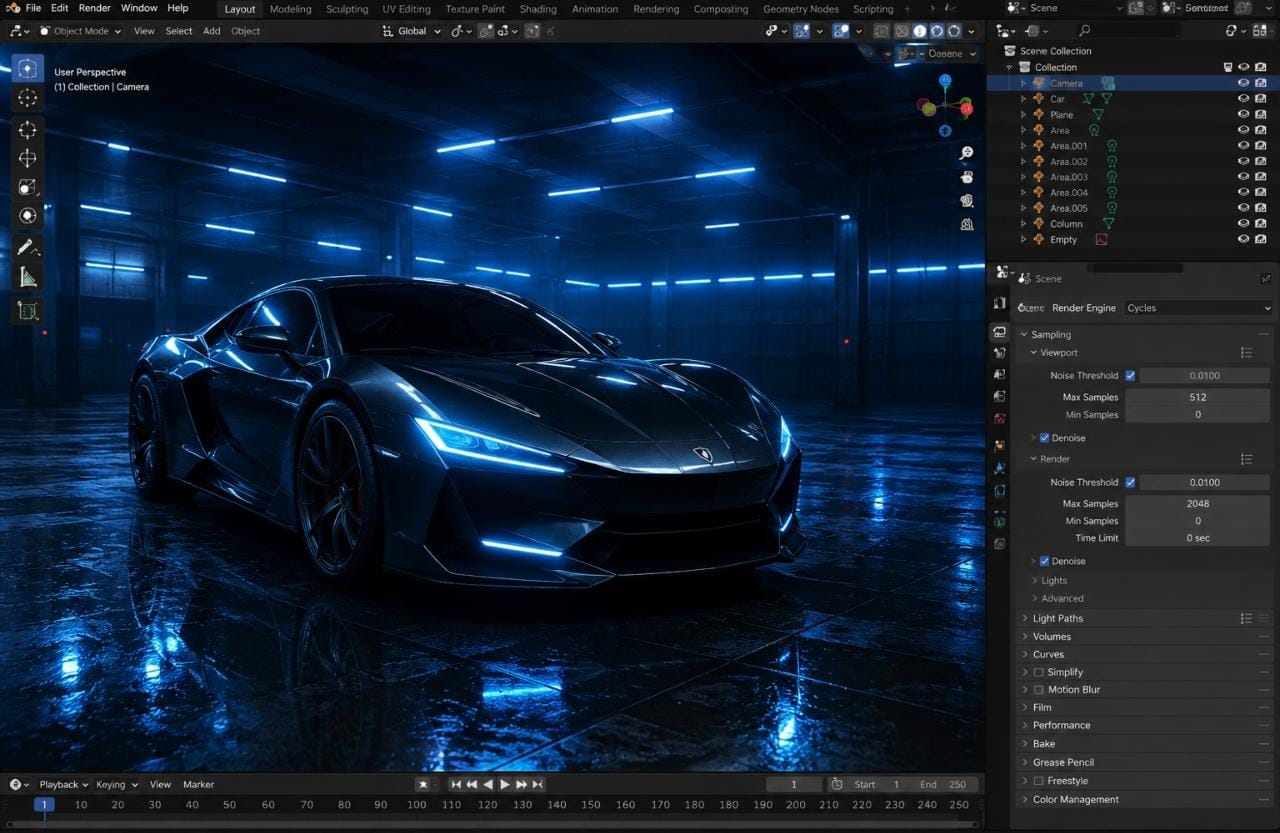 File Edit Render Window Help
Layout Modeling Sculpting UV Editing Texture Paint Shading Animation Rendering Compositing Geometry Nodes Scripting +
Scene
Object Mode View Select Add Object
Global
User Perspective
(1) Collection | Camera
Scene Collection
Collection
Camera
Car
Plane
Area
Area.001
Area.002
Area.003
Area.004
Area.005
Column
Empty
Scene
Render Engine Cycles
Sampling
Viewport
Noise Threshold 0.0100
Max Samples 512
Min Samples 0
Denoise
Render
Noise Threshold 0.0100
Max Samples 2048
Min Samples 0
Time Limit 0 sec
Denoise
Lights
Advanced
Light Paths
Volumes
Curves
Simplify
Motion Blur
Film
Performance
Bake
Grease Pencil
Freestyle
Color Management
Playback Keying View Marker
1 Start 1 End 250
1 10 20 30 40 50 60 70 80 90 100 110 120 130 140 150 160 170 180 190 200 210 220 230 240 250